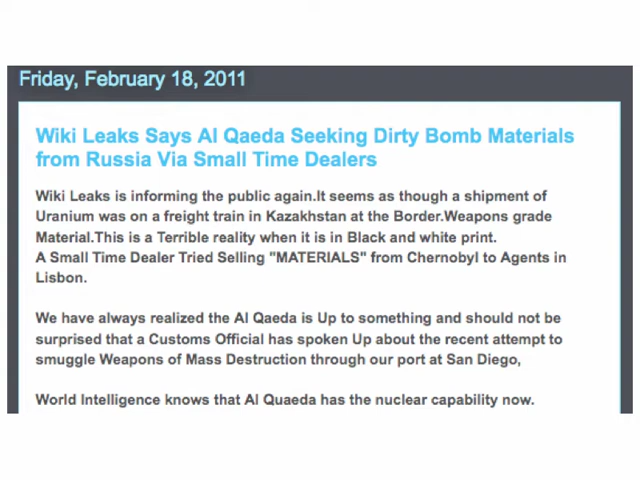 Friday, February 18, 2011
Wiki Leaks Says Al Qaeda Seeking Dirty Bomb Materials
from Russia Via Small Time Dealers
Wiki Leaks is informing the public again.It seems as though a shipment of
Uranium was on a freight train in Kazakhstan at the Border.Weapons grade
Material.This is a Terrible reality when it is in Black and white print.
A Small Time Dealer Tried Selling "MATERIALS" from Chernobyl to Agents in
Lisbon.
We have always realized the Al Qaeda is Up to something and should not be
surprised that a Customs Official has spoken Up about the recent attempt to
smuggle Weapons of Mass Destruction through our port at San Diego,
World Intelligence knows that Al Quaeda has the nuclear capability now.